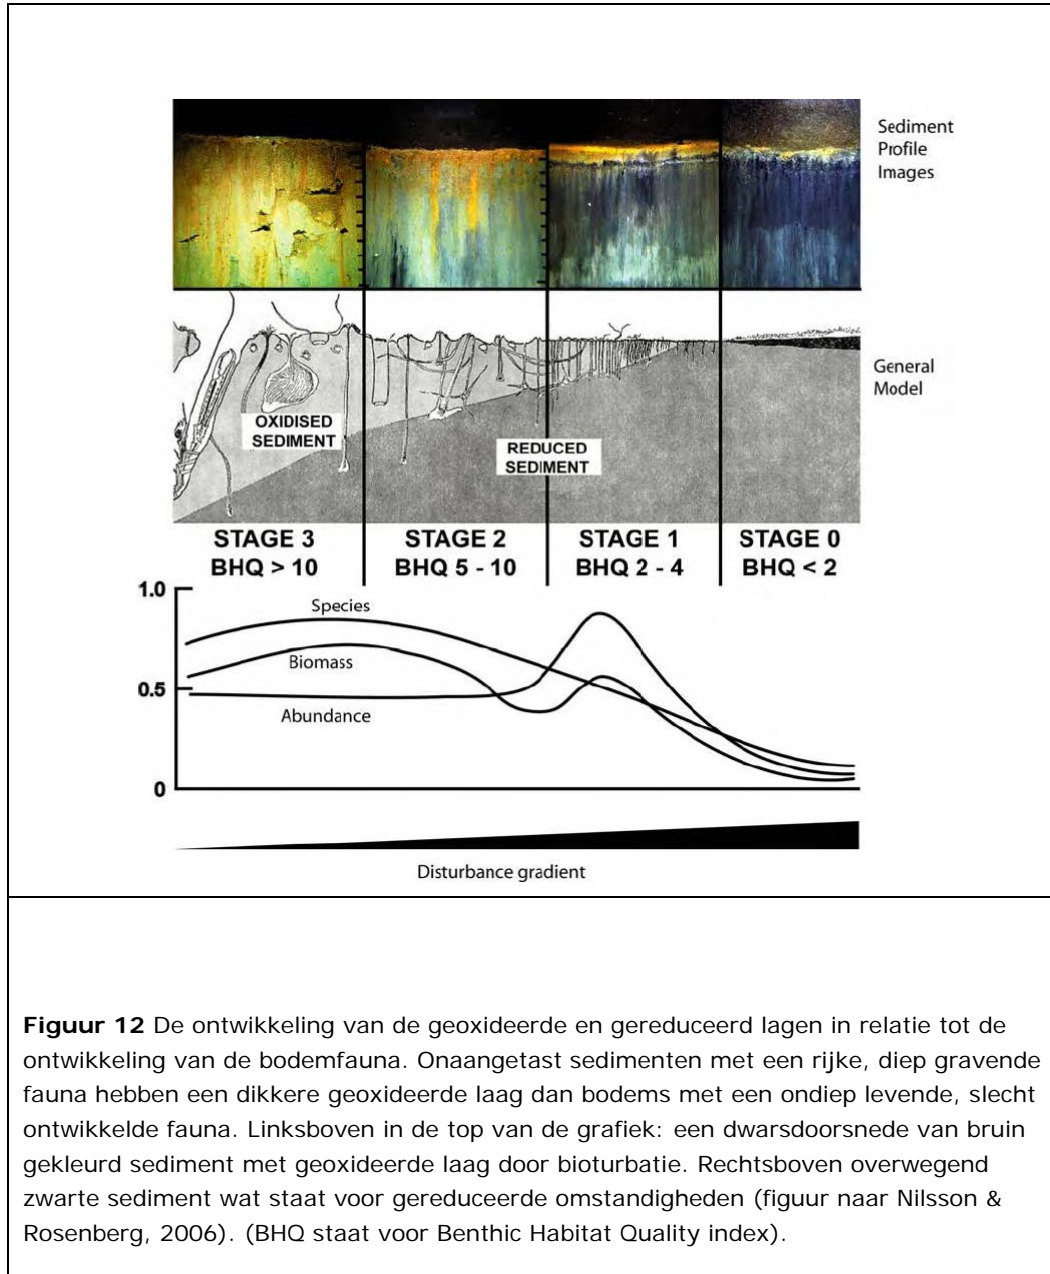 Sediment
Profile
Images
OXIDISED
SEDIMENT
REDUCED
SEDIMENT
General
Model
STAGE 3
BHQ > 10
STAGE 2
BHQ 5 - 10
STAGE 1
BHQ 2 - 4
STAGE 0
BHQ < 2
1.0
0.5
0
Species
Biomass
Abundance
Disturbance gradient
Figuur 12 De ontwikkeling van de geoxideerde en gereduceerd lagen in relatie tot de
ontwikkeling van de bodemfauna. Onaangetast sedimenten met een rijke, diep gravende
fauna hebben een dikkere geoxideerde laag dan bodems met een ondiep levende, slecht
ontwikkelde fauna. Linksboven in de top van de grafiek: een dwarsdoorsnede van bruin
gekleurd sediment met geoxideerde laag door bioturbatie. Rechtsboven overwegend
zwarte sediment wat staat voor gereduceerde omstandigheden (figuur naar Nilsson &
Rosenberg, 2006). (BHQ staat voor Benthic Habitat Quality index).